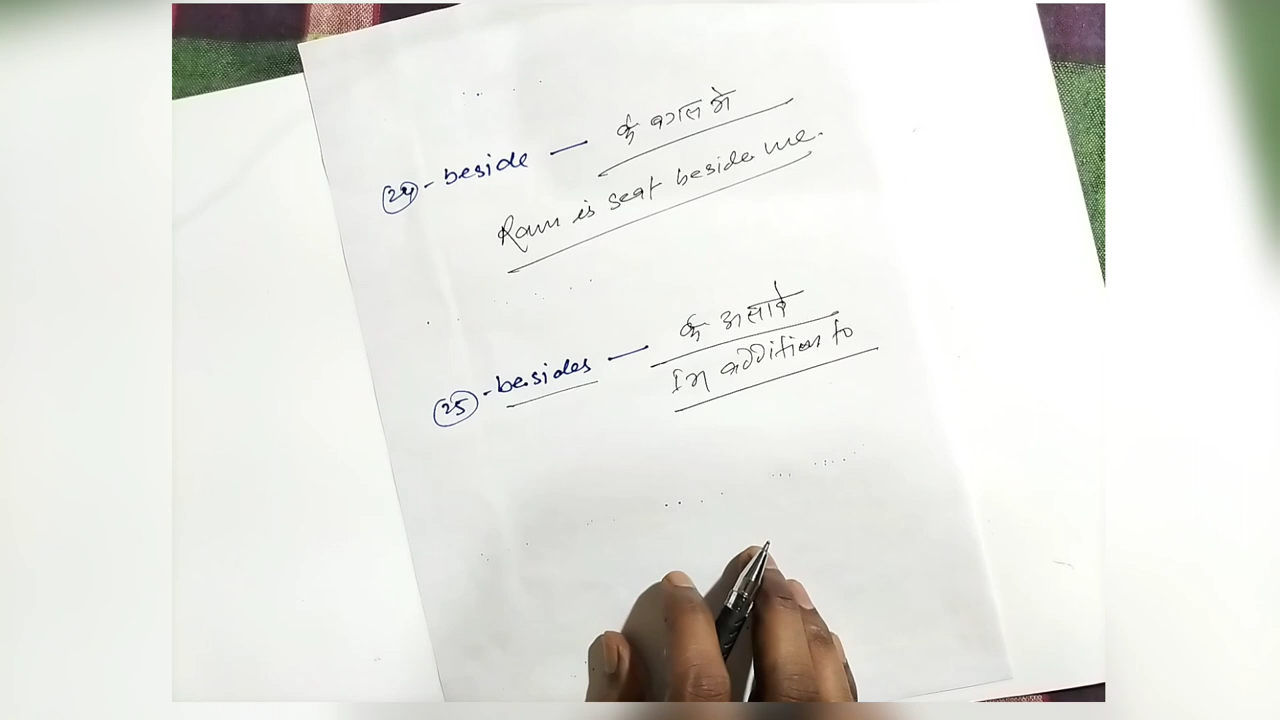 24 - beside — के बगल में
Ram is seat beside me.
25 - besides — के अलावे
In addition to